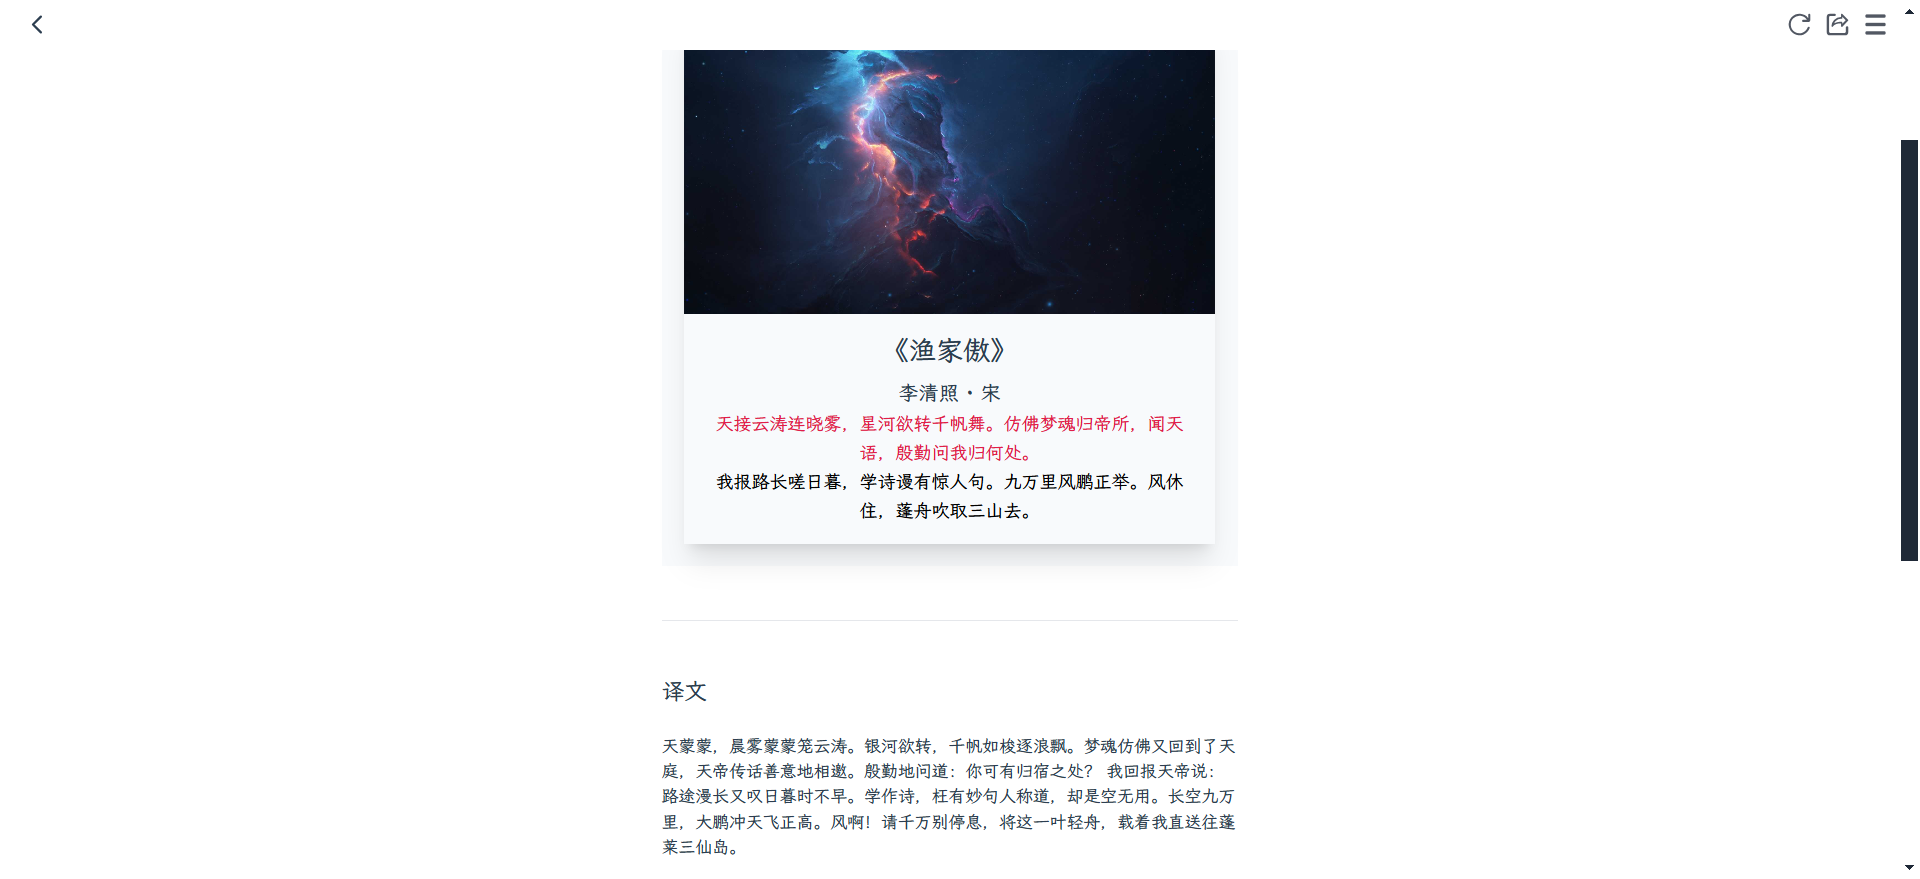 《渔家傲》
李清照・宋
天接云涛连晓雾，星河欲转千帆舞。仿佛梦魂归帝所，闻天
语，殷勤问我归何处。
我报路长嗟日暮，学诗谩有惊人句。九万里风鹏正举。风休
住，蓬舟吹取三山去。
译文
天蒙蒙，晨雾蒙蒙笼云涛。银河欲转，千帆如梭逐浪飘。梦魂仿佛又回到了天
庭，天帝传话善意地相邀。殷勤地问道：你可有归宿之处？ 我回报天帝说：
路途漫长又叹日暮时不早。学作诗，枉有妙句人称道，却是空无用。长空九万
里，大鹏冲天飞正高。风啊！请千万别停息，将这一叶轻舟，载着我直送往蓬
莱三仙岛。